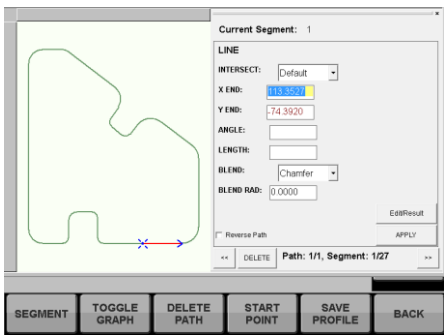 Current Segment: 1
LINE
INTERSECT: Default
X END: 113.3527
Y END: -74.3920
ANGLE:
LENGTH:
BLEND: Chamfer
BLEND RAD: 0.0000
Edit/Result
Reverse Path APPLY
<< DELETE Path: 1/1, Segment: 1/27 >>
SEGMENT TOGGLE GRAPH DELETE PATH START POINT SAVE PROFILE BACK